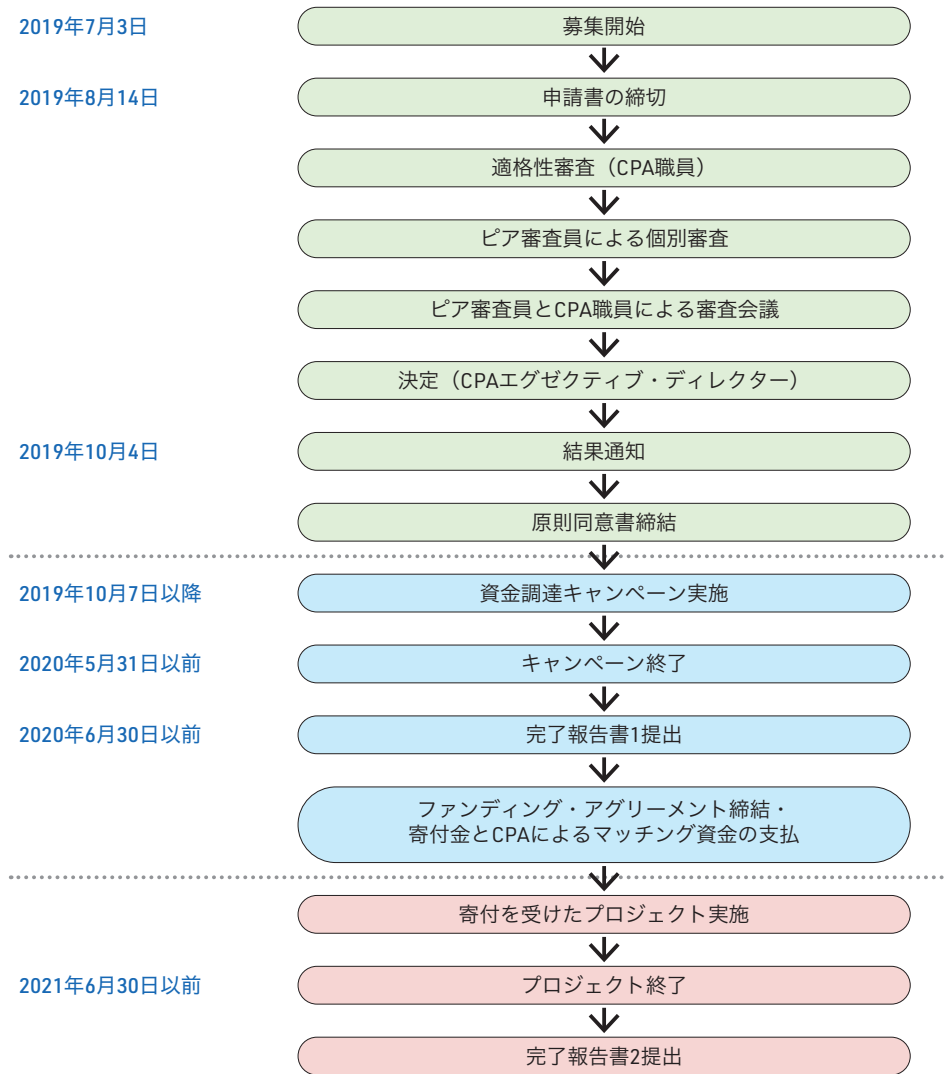 2019年7月3日
募集開始
2019年8月14日
申請書の締切
適格性審査（CPA職員）
ピア審査員による個別審査
ピア審査員とCPA職員による審査会議
決定（CPAエグゼクティブ・ディレクター）
2019年10月4日
結果通知
原則同意書締結
2019年10月7日以降
資金調達キャンペーン実施
2020年5月31日以前
キャンペーン終了
2020年6月30日以前
完了報告書1提出
ファンディング・アグリーメント締結・
寄付金とCPAによるマッチング資金の支払
寄付を受けたプロジェクト実施
2021年6月30日以前
プロジェクト終了
完了報告書2提出